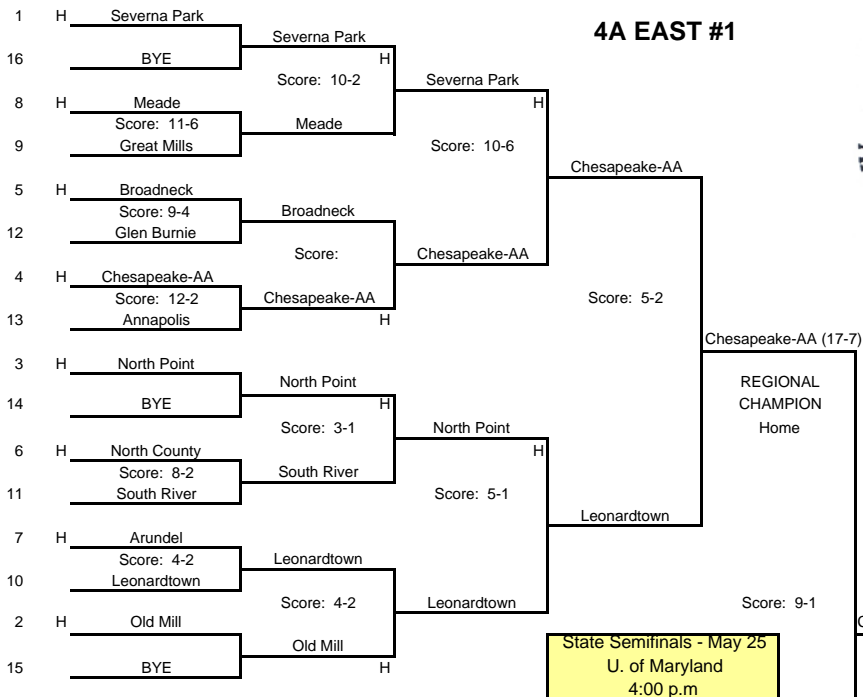 4A EAST #1
1 H Severna Park
Severna Park
16 BYE
H
Score: 10-2
Severna Park
8 H Meade
H
Score: 11-6
Meade
9 Great Mills
Score: 10-6
Chesapeake-AA
5 H Broadneck
Score: 9-4
Broadneck
12 Glen Burnie
Score:
Chesapeake-AA
4 H Chesapeake-AA
Score: 12-2
Chesapeake-AA
Score: 5-2
13 Annapolis
H
Chesapeake-AA (17-7)
3 H North Point
North Point
REGIONAL
14 BYE
H
CHAMPION
Score: 3-1
North Point
Home
6 H North County
H
Score: 8-2
South River
11 South River
Score: 5-1
Leonardtown
7 H Arundel
Score: 4-2
Leonardtown
10 Leonardtown
Score: 4-2
Leonardtown
Score: 9-1
2 H Old Mill
Old Mill
State Semifinals - May 25
15 BYE
H
U. of Maryland
4:00 p.m